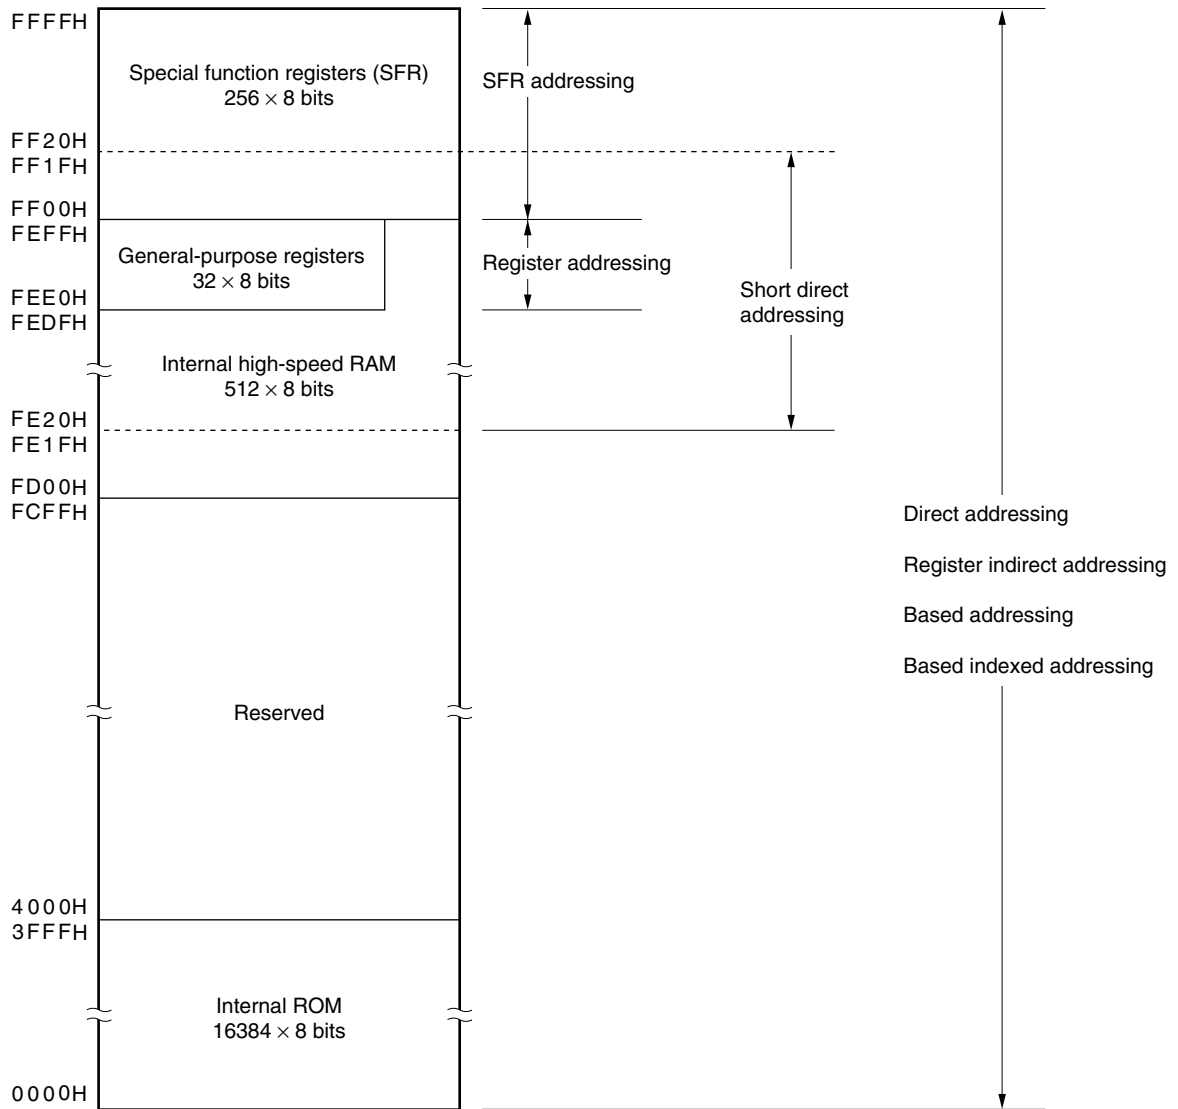 FFFFH
Special function registers (SFR)
256 × 8 bits
SFR addressing
FF20H
FF1FH
FF00H
FEFFH
General-purpose registers
32 × 8 bits
Register addressing
Short direct
addressing
FEE0H
FEDFH
Internal high-speed RAM
512 × 8 bits
FE20H
FE1FH
FD00H
FCFFH
Direct addressing
Register indirect addressing
Based addressing
Based indexed addressing
Reserved
4000H
3FFFH
Internal ROM
16384 × 8 bits
0000H